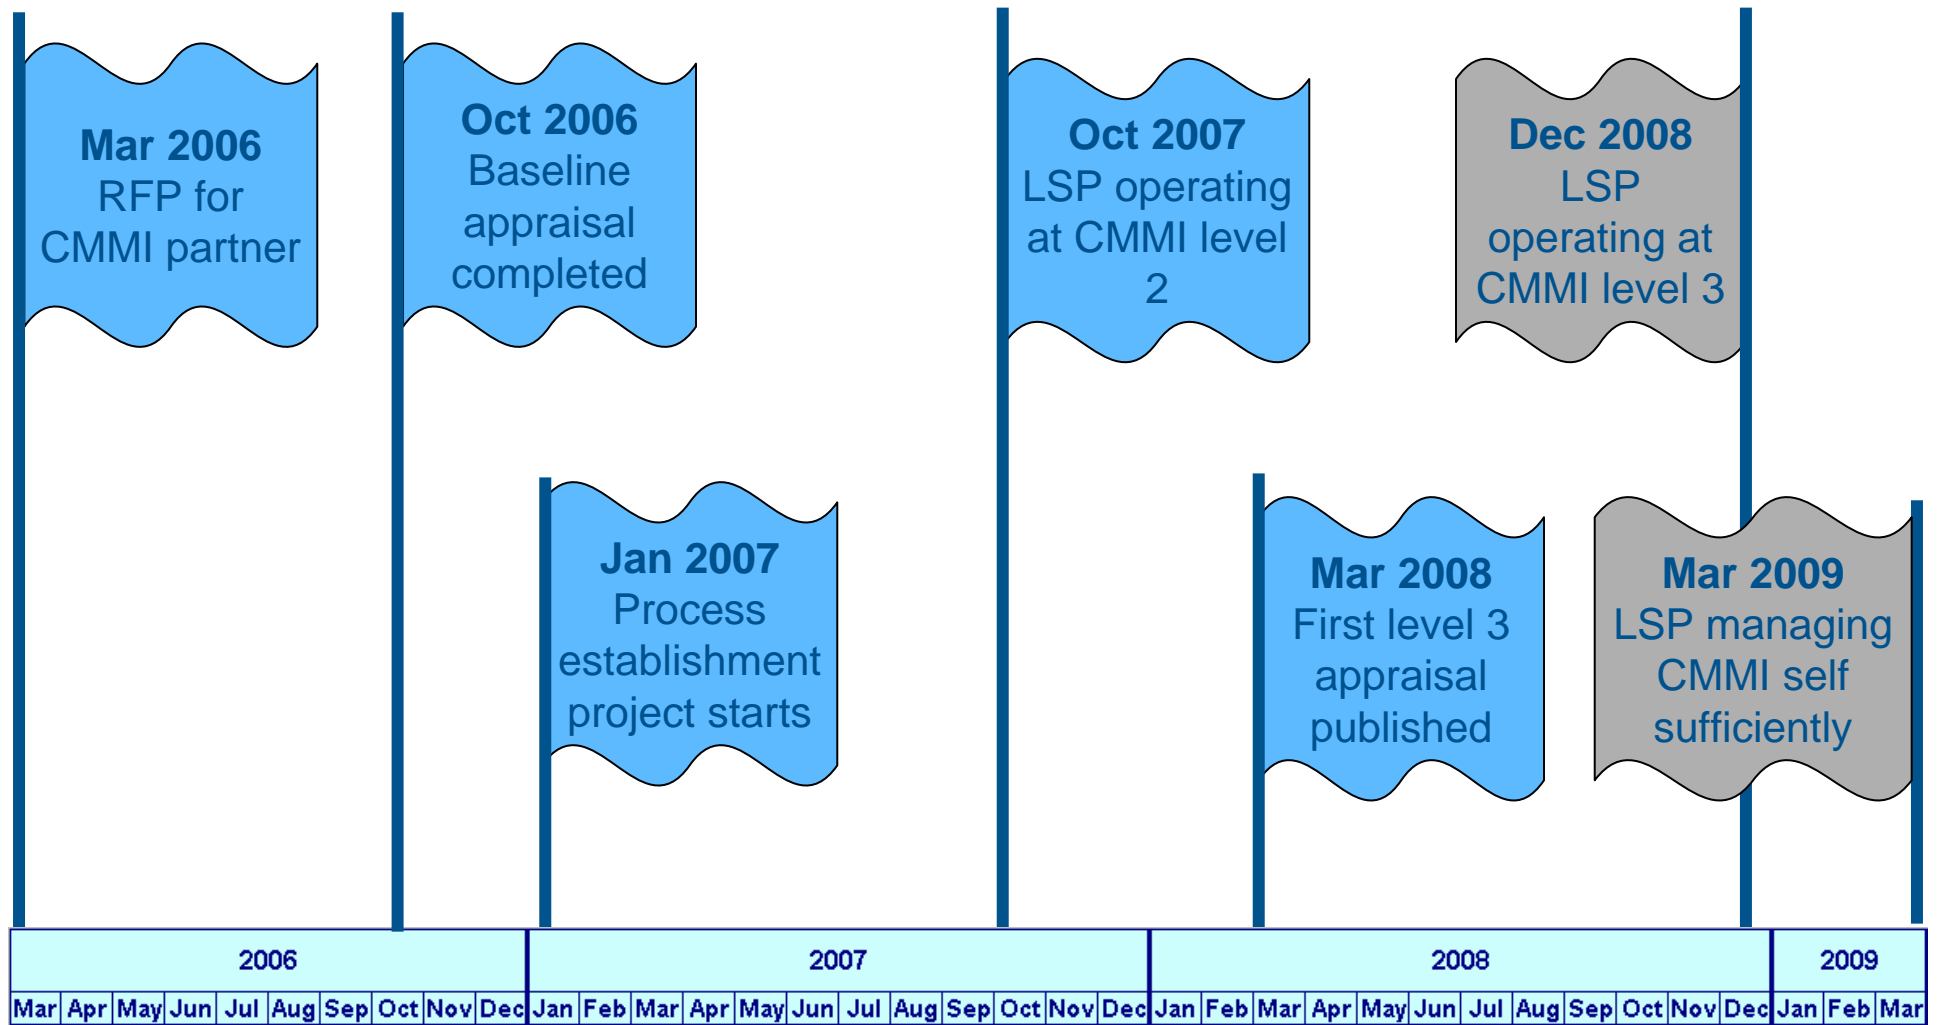 Mar 2006
RFP for
CMMI partner
Oct 2006
Baseline
appraisal
completed
Oct 2007
LSP operating
at CMMI level
2
Dec 2008
LSP
operating at
CMMI level 3
Jan 2007
Process
establishment
project starts
Mar 2008
First level 3
appraisal
published
Mar 2009
LSP managing
CMMI self
sufficiently
2006 2007 2008 2009
Mar Apr May Jun Jul Aug Sep Oct Nov Dec Jan Feb Mar Apr May Jun Jul Aug Sep Oct Nov Dec Jan Feb Mar Apr May Jun Jul Aug Sep Oct Nov Dec Jan Feb Mar